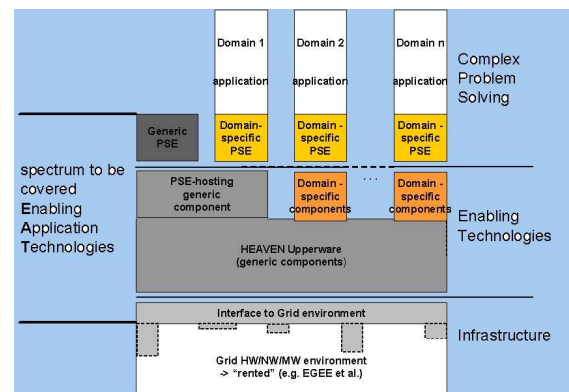 Domain 1
application
Domain 2
application
Domain n
application
Complex
Problem
Solving
Generic
PSE
Domain-
specific
PSE
Domain -
specific
PSE
Domain -
specific
PSE
spectrum to be
covered
Enabling
Application
Technologies
PSE-hosting
generic
component
Domain -
specific
components
...
Domain -
specific
components
Enabling
Technologies
HEAVEN Upperware
(generic components)
Interface to Grid environment
Infrastructure
Grid HW/NW/MW environment
-> “rented” (e.g. EGEE et al.)